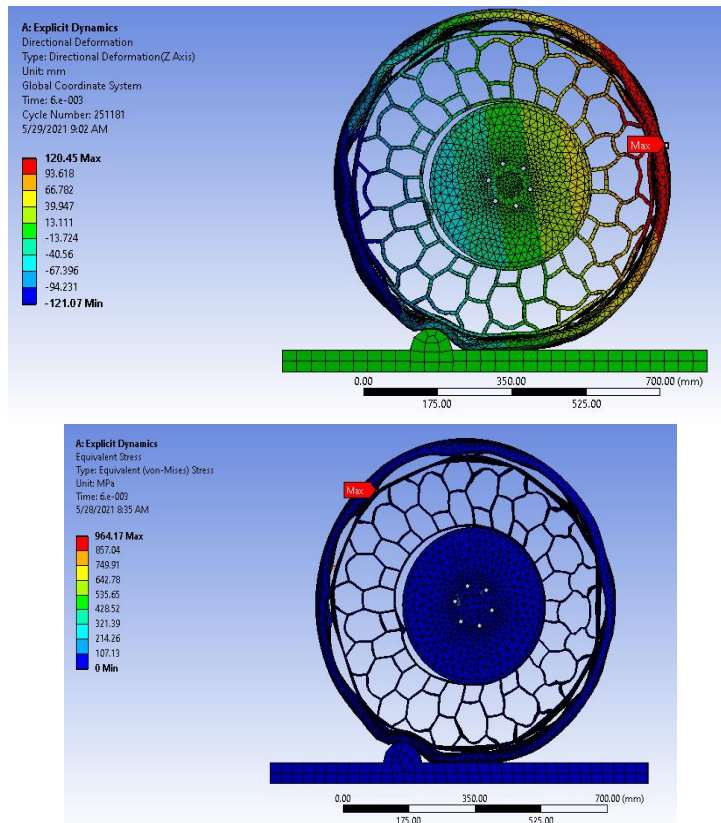 A: Explicit Dynamics
Directional Deformation
Type: Directional Deformation(Z Axis)
Unit: mm
Global Coordinate System
Time: 6.e-003
Cycle Number: 251181
5/29/2021 9:02 AM
120.45 Max
93.618
66.782
39.947
13.111
-13.724
-40.56
-67.396
-94.231
-121.07 Min
Max
0.00 350.00 700.00 (mm)
175.00 525.00
A: Explicit Dynamics
Equivalent Stress
Type: Equivalent (von-Mises) Stress
Unit: MPa
Time: 6.e-003
5/28/2021 8:35 AM
964.17 Max
857.04
749.91
642.78
535.65
428.52
321.39
214.26
107.13
0 Min
Max
0.00 350.00 700.00 (mm)
175.00 525.00